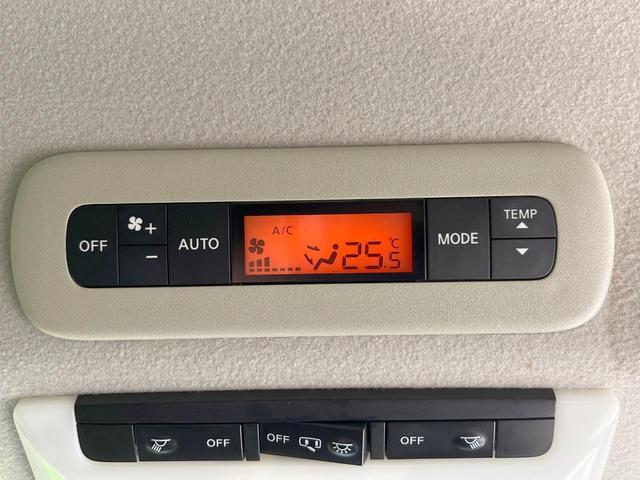 OFF
+
−
AUTO
A/C
25.5 °C
MODE
TEMP
OFF
OFF
OFF